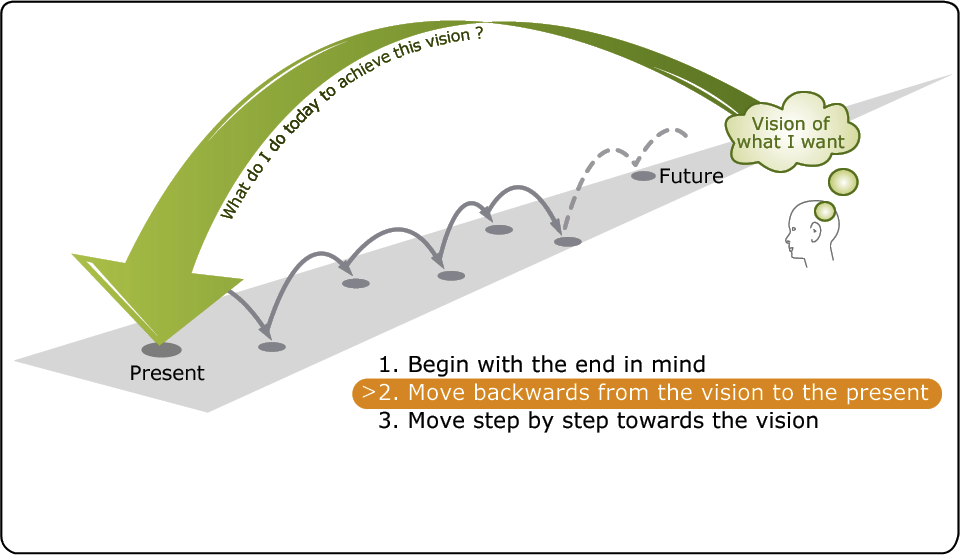 What do I do today to achieve this vision ?
Vision of
what I want
Future
Present
1. Begin with the end in mind
>2. Move backwards from the vision to the present
3. Move step by step towards the vision